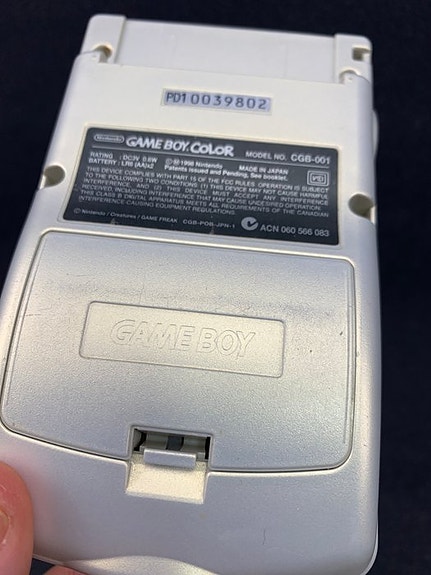 PD10039802
Nintendo GAME BOY COLOR MODEL NO. CGB-001
RATING : DC3V 0.6W ©Ⓜ1998 Nintendo MADE IN JAPAN
BATTERY : LR6 (AA)x2 Patents issued and Pending, See booklet. VCI
THIS DEVICE COMPLIES WITH PART 15 OF THE FCC RULES. OPERATION IS SUBJECT
TO THE FOLLOWING TWO CONDITIONS: (1) THIS DEVICE MAY NOT CAUSE HARMFUL
INTERFERENCE, AND (2) THIS DEVICE MUST ACCEPT ANY INTERFERENCE
RECEIVED, INCLUDING INTERFERENCE THAT MAY CAUSE UNDESIRED OPERATION.
THIS CLASS B DIGITAL APPARATUS MEETS ALL REQUIREMENTS OF THE CANADIAN
INTERFERENCE-CAUSING EQUIPMENT REGULATIONS.
© Nintendo / Creatures / GAME FREAK CGB-POB-JPN-1 ACN 060 566 083
GAME BOY